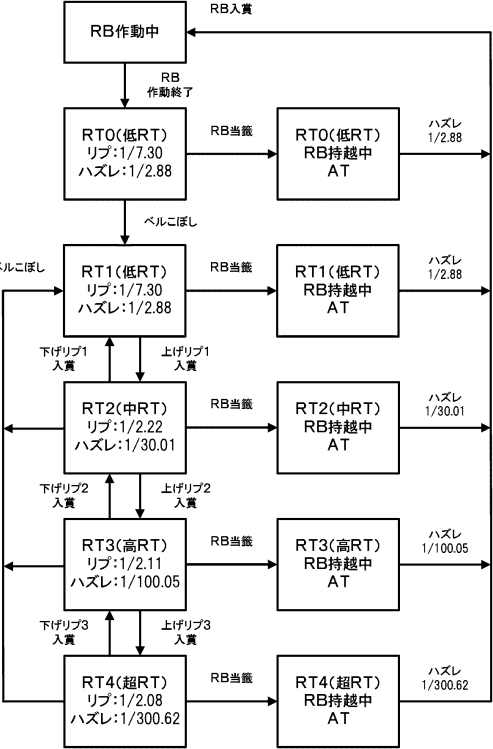 RB入賞
RB作動中
RB
作動終了
RT0(低RT)
リプ:1/7.30
ハズレ:1/2.88
RB当籤
RT0(低RT)
RB持越中
AT
ハズレ
1/2.88
ベルこぼし
ベルこぼし
RT1(低RT)
リプ:1/7.30
ハズレ:1/2.88
RB当籤
RT1(低RT)
RB持越中
AT
ハズレ
1/2.88
下げリプ1
入賞
上げリプ1
入賞
RT2(中RT)
リプ:1/2.22
ハズレ:1/30.01
RB当籤
RT2(中RT)
RB持越中
AT
ハズレ
1/30.01
下げリプ2
入賞
上げリプ2
入賞
RT3(高RT)
リプ:1/2.11
ハズレ:1/100.05
RB当籤
RT3(高RT)
RB持越中
AT
ハズレ
1/100.05
下げリプ3
入賞
上げリプ3
入賞
RT4(超RT)
リプ:1/2.08
ハズレ:1/300.62
RB当籤
RT4(超RT)
RB持越中
AT
ハズレ
1/300.62